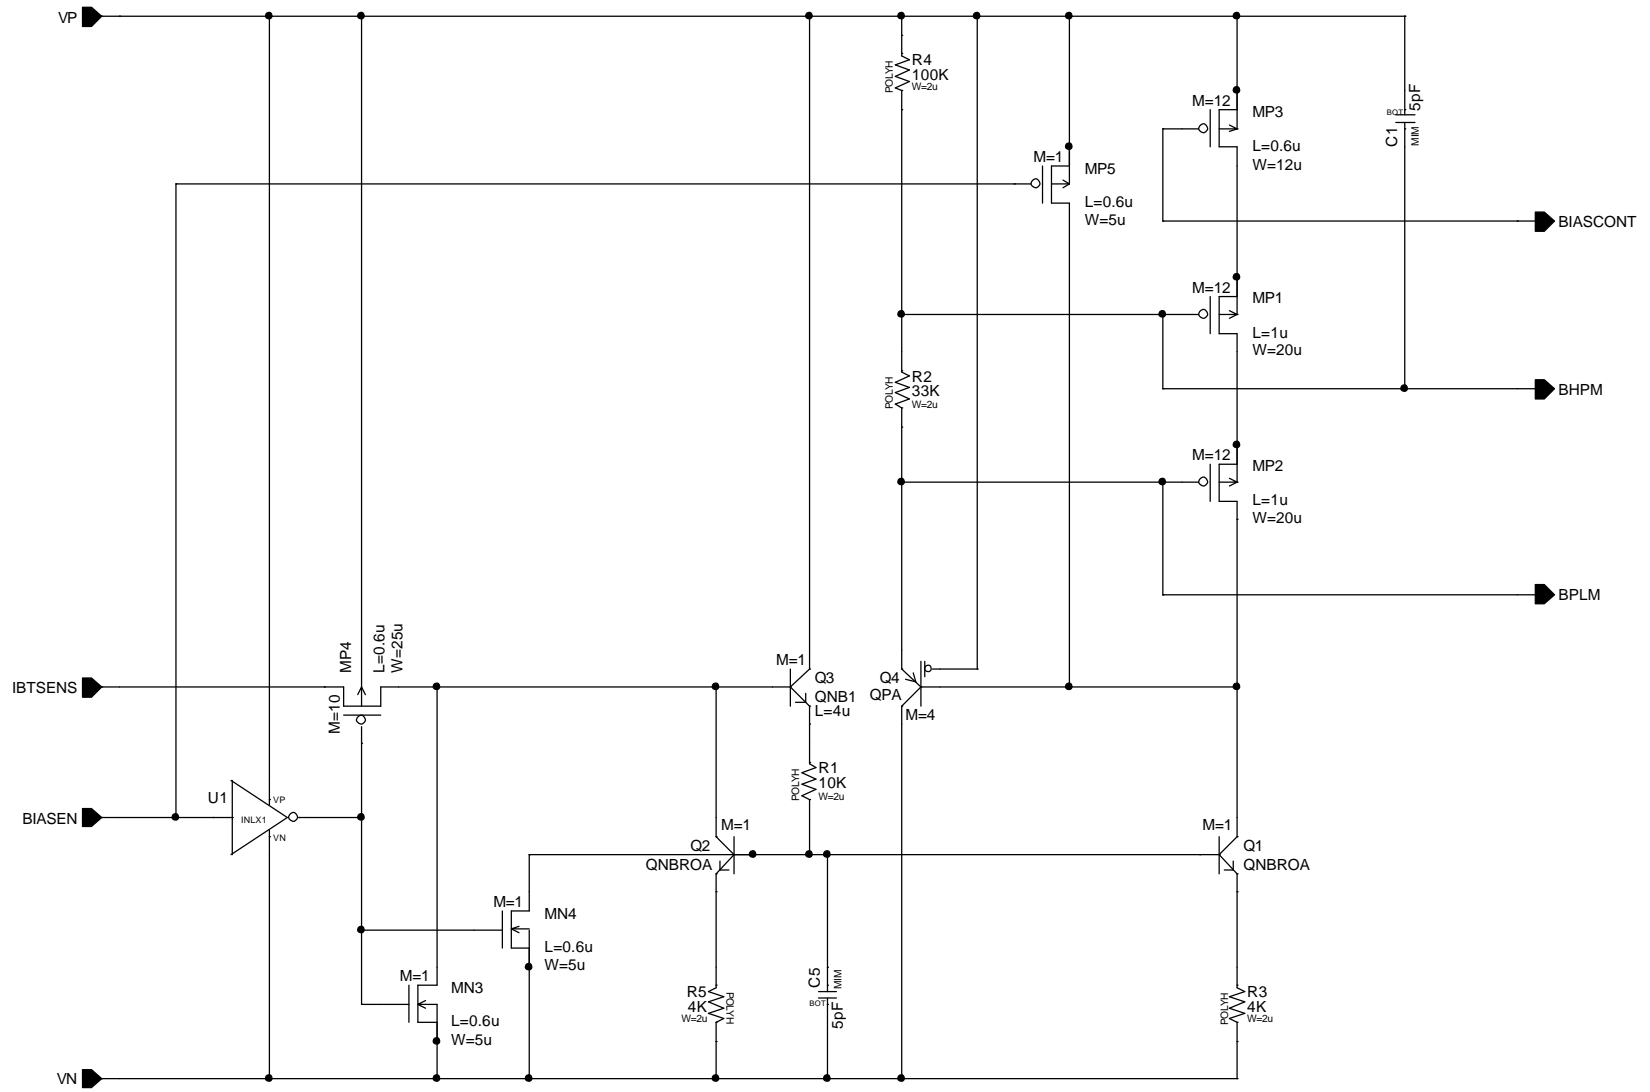 VP
R4
100K
W=2u
POLYH
M=12
MP3
L=0.6u
W=12u
BOT
5pF
C1
MIM
M=1
MP5
L=0.6u
W=5u
BIASCONT
M=12
MP1
L=1u
W=20u
R2
33K
W=2u
POLYH
BHPM
M=12
MP2
L=1u
W=20u
BPLM
MP4
L=0.6u
W=25u
M=10
IBTSENS
M=1
Q3
QNB1
L=4u
Q4
QPA
M=4
R1
10K
W=2u
POLYH
U1
VP
INLX1
VN
BIASEN
M=1
Q2
QNBROA
M=1
Q1
QNBROA
M=1
MN4
L=0.6u
W=5u
M=1
MN3
L=0.6u
W=5u
R5
4K
W=2u
POLYH
C5
MIM
BOT
5pF
R3
4K
W=2u
POLYH
VN